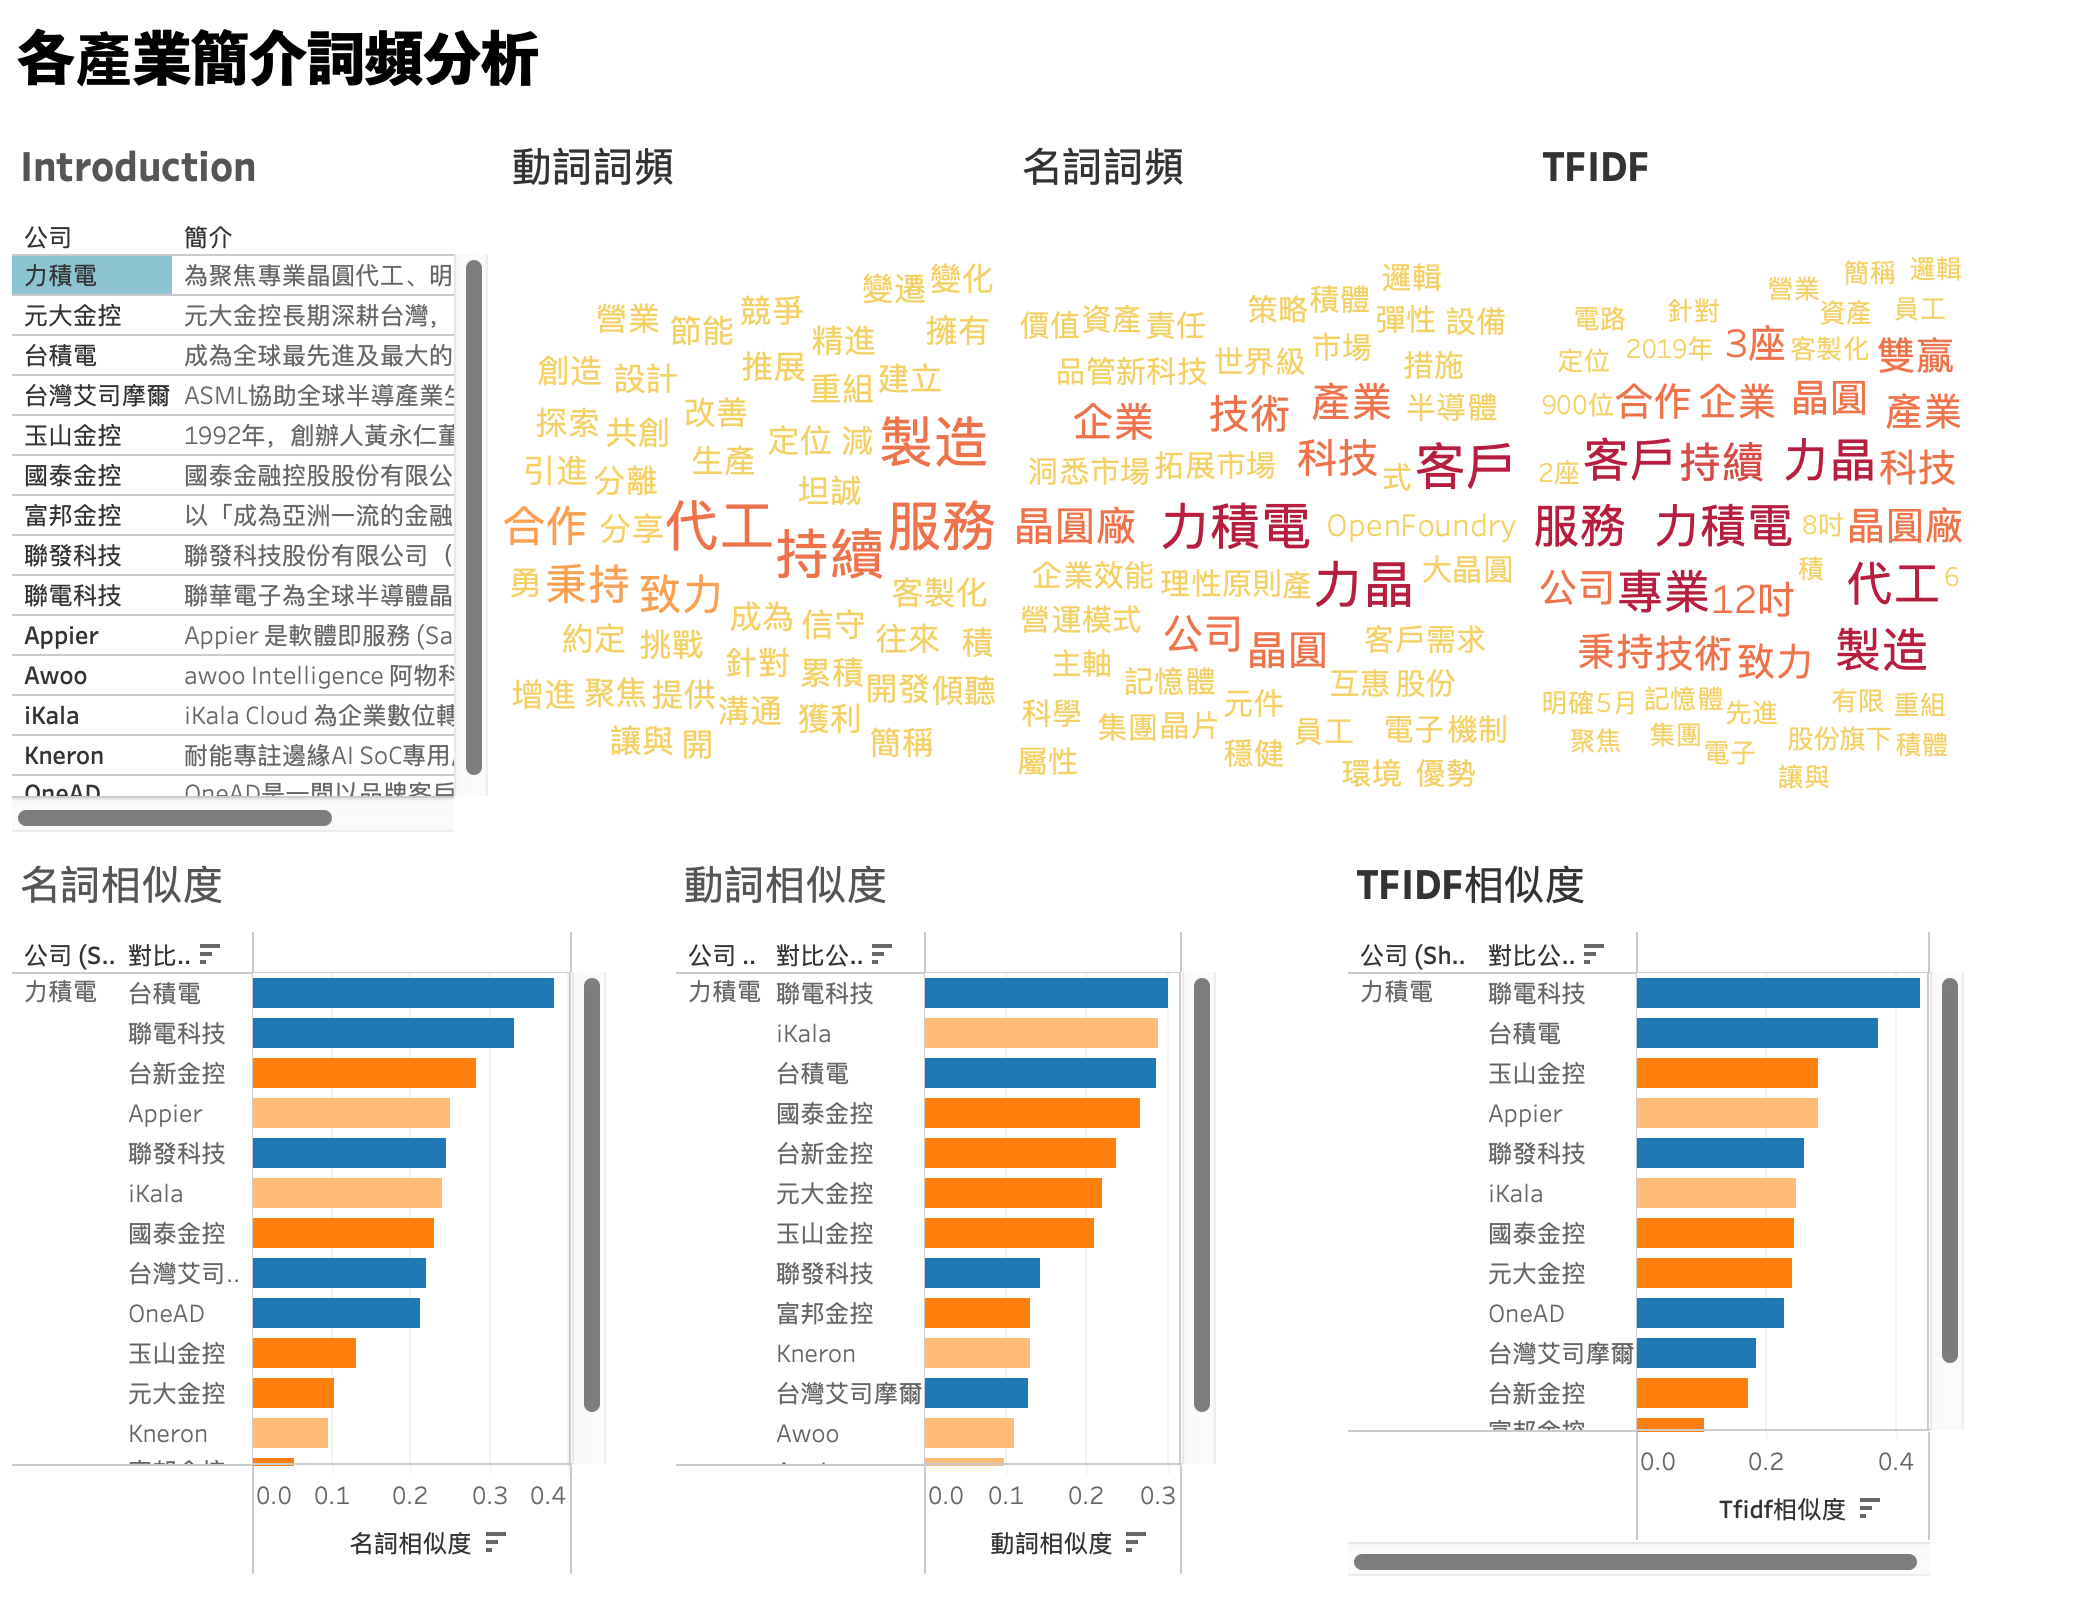 各產業簡介詞頻分析
Introduction
公司 簡介
力積電 為聚焦專業晶圓代工、明
元大金控 元大金控長期深耕台灣,
台積電 成為全球最先進及最大的
台灣艾司摩爾 ASML協助全球半導產業生
玉山金控 1992年，創辦人黃永仁董
國泰金控 國泰金融控股股份有限公
富邦金控 以「成為亞洲一流的金融
聯發科技 聯發科技股份有限公司（
聯電科技 聯華電子為全球半導體晶
Appier Appier 是軟體即服務 (Sa
Awoo awoo Intelligence 阿物科
iKala iKala Cloud 為企業數位轉
Kneron 耐能專註邊緣AI SoC專用
OneAD OneAD是一間以品牌客戶
動詞詞頻
變遷 變化
營業 節能 競爭 精進 擁有
創造 設計 推展 重組 建立
探索 共創 改善 定位 減 製造
引進 分離 生產 坦誠
合作 分享 代工 持續 服務
勇 秉持 致力 客製化
約定 挑戰 成為 信守 往來 積
針對 累積
增進 聚焦 提供 溝通 獲利 開發 傾聽
讓與 開 簡稱
名詞詞頻
邏輯
價值 資產 責任 策略 積體 彈性 設備
品管新科技 世界級 市場 措施
企業 技術 產業 半導體
洞悉市場 拓展市場 科技 式 客戶
晶圓廠 力積電 OpenFoundry
企業效能 理性原則 產 力晶 大晶圓
營運模式 公司 晶圓 客戶需求
主軸 記憶體 互惠 股份
科學 集團 晶片 元件 員工 電子 機制
屬性 穩健 環境 優勢
TFIDF
營業 簡稱 邏輯
電路 針對 資產 員工
定位 2019年 3座 客製化 雙贏
900位 合作 企業 晶圓 產業
2座 客戶 持續 力晶 科技
服務 力積電 8吋 晶圓廠
公司 專業 12吋 積 代工 6
秉持 技術 致力 製造
明確 5月 記憶體 先進 有限 重組
聚焦 集團 電子 股份 旗下 積體
讓與
名詞相似度
公司 (S.. 對比..
力積電 台積電
聯電科技
台新金控
Appier
聯發科技
iKala
國泰金控
台灣艾司..
OneAD
玉山金控
元大金控
Kneron
0.0 0.1 0.2 0.3 0.4
名詞相似度
動詞相似度
公司 .. 對比公..
力積電 聯電科技
iKala
台積電
國泰金控
台新金控
元大金控
玉山金控
聯發科技
富邦金控
Kneron
台灣艾司摩爾
Awoo
0.0 0.1 0.2 0.3
動詞相似度
TFIDF相似度
公司 (Sh.. 對比公..
力積電 聯電科技
台積電
玉山金控
Appier
聯發科技
iKala
國泰金控
元大金控
OneAD
台灣艾司摩爾
台新金控
富邦金控
0.0 0.2 0.4
Tfidf相似度